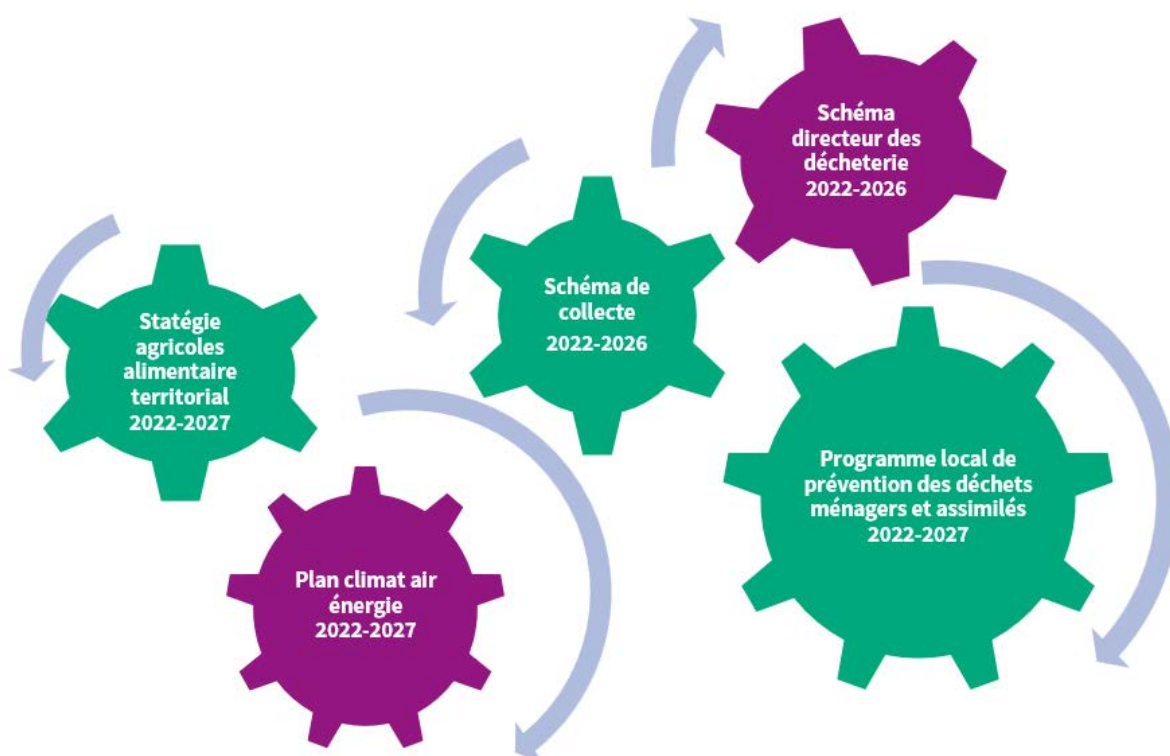 Schéma
directeur des
décheterie
2022-2026
Schéma de
collecte
2022-2026
Statégie
agricoles
alimentaire
territorial
2022-2027
Programme local de
prévention des déchets
ménagers et assimilés
2022-2027
Plan climat air
énergie
2022-2027